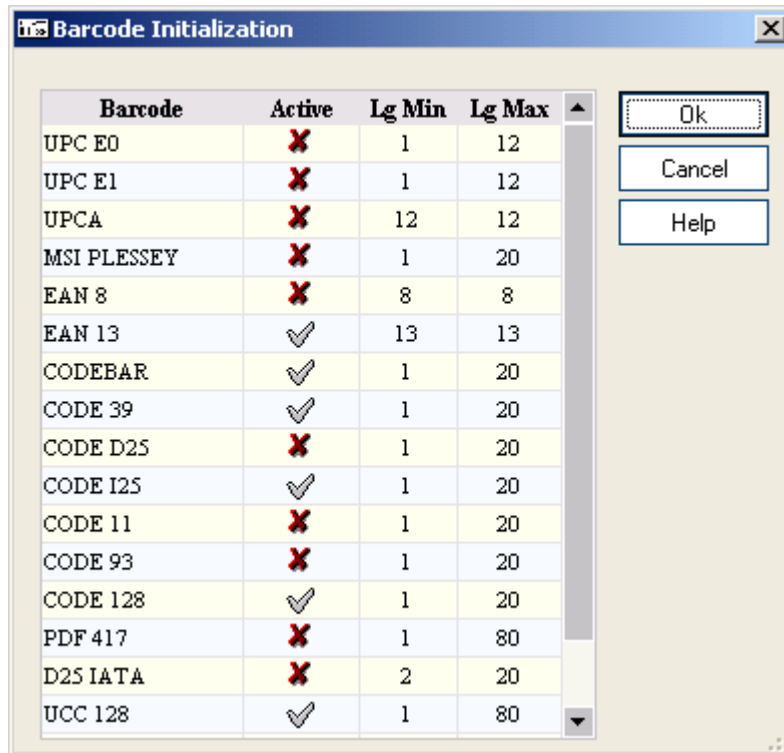 Barcode Initialization
Barcode Active Lg Min Lg Max
UPC E0 1 12
UPC E1 1 12
UPCA 12 12
MSI PLESSEY 1 20
EAN 8 8 8
EAN 13 13 13
CODEBAR 1 20
CODE 39 1 20
CODE D25 1 20
CODE I25 1 20
CODE 11 1 20
CODE 93 1 20
CODE 128 1 20
PDF 417 1 80
D25 IATA 2 20
UCC 128 1 80
Ok
Cancel
Help